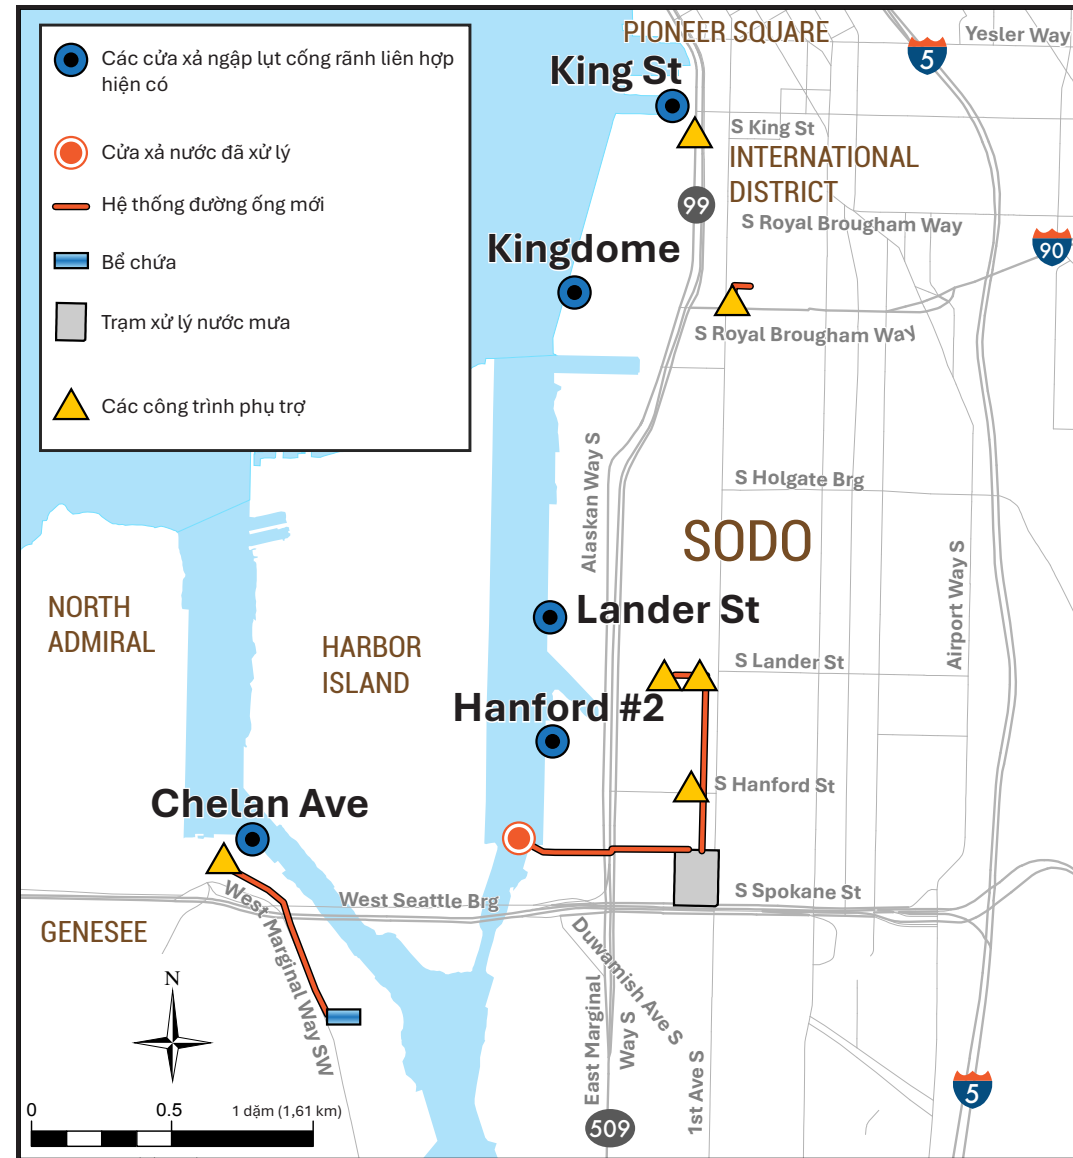 Các cửa xả ngập lụt cống rãnh liên hợp
hiện có
Cửa xả nước đã xử lý
Hệ thống đường ống mới
Bể chứa
Trạm xử lý nước mưa
Các công trình phụ trợ
PIONEER SQUARE
Yesler Way
5
King St
S King St
INTERNATIONAL
DISTRICT
99
S Royal Brougham Way
90
Kingdome
S Royal Brougham Way
Alaskan Way S
S Holgate Brg
SODO
Airport Way S
NORTH
ADMIRAL
HARBOR
ISLAND
Lander St
S Lander St
Hanford #2
S Hanford St
Chelan Ave
S Spokane St
West Seattle Brg
GENESEE
West Marginal Way SW
Duwamish Ave S
East Marginal
Way S
1st Ave S
N
5
509
0
0.5
1 dặm (1,61 km)